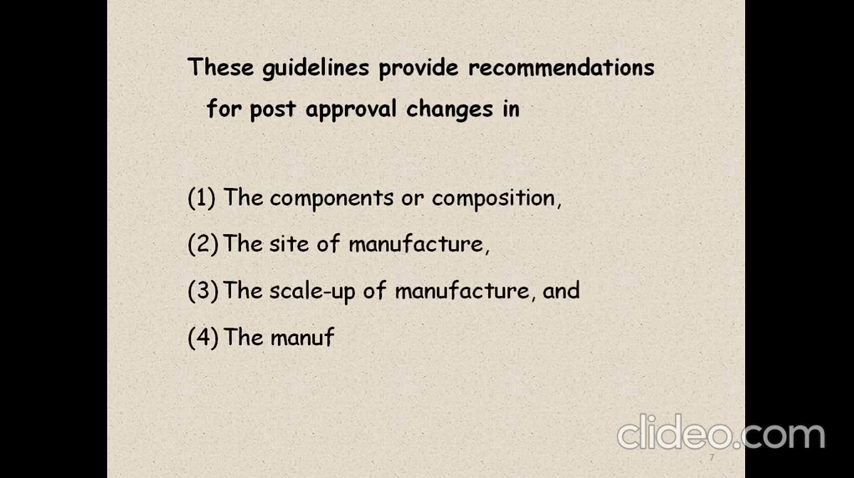 These guidelines provide recommendations
for post approval changes in
(1) The components or composition,
(2) The site of manufacture,
(3) The scale-up of manufacture, and
(4) The manuf
clideo.com
7